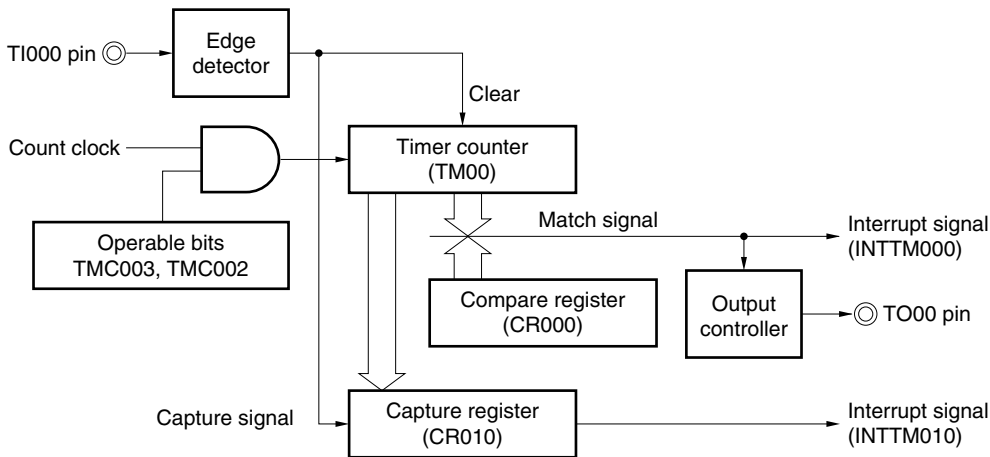 TI000 pin
Edge
detector
Clear
Count clock
Timer counter
(TM00)
Operable bits
TMC003, TMC002
Match signal
Interrupt signal
(INTTM000)
Compare register
(CR000)
Output
controller
TO00 pin
Capture signal
Capture register
(CR010)
Interrupt signal
(INTTM010)